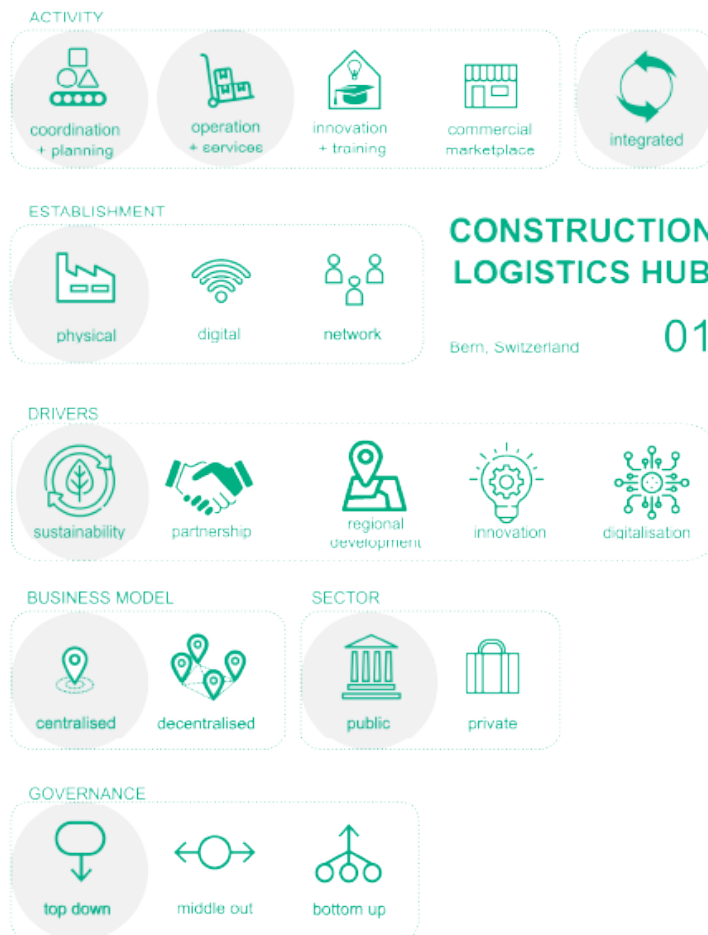 ACTIVITY
coordination
+ planning
operation
+ services
innovation
+ training
commercial
marketplace
integrated
ESTABLISHMENT
physical
digital
network
CONSTRUCTION
LOGISTICS HUB
Bern, Switzerland
01
DRIVERS
sustainability
partnership
regional
development
innovation
digitalisation
BUSINESS MODEL
centralised
decentralised
SECTOR
public
private
GOVERNANCE
top down
middle out
bottom up